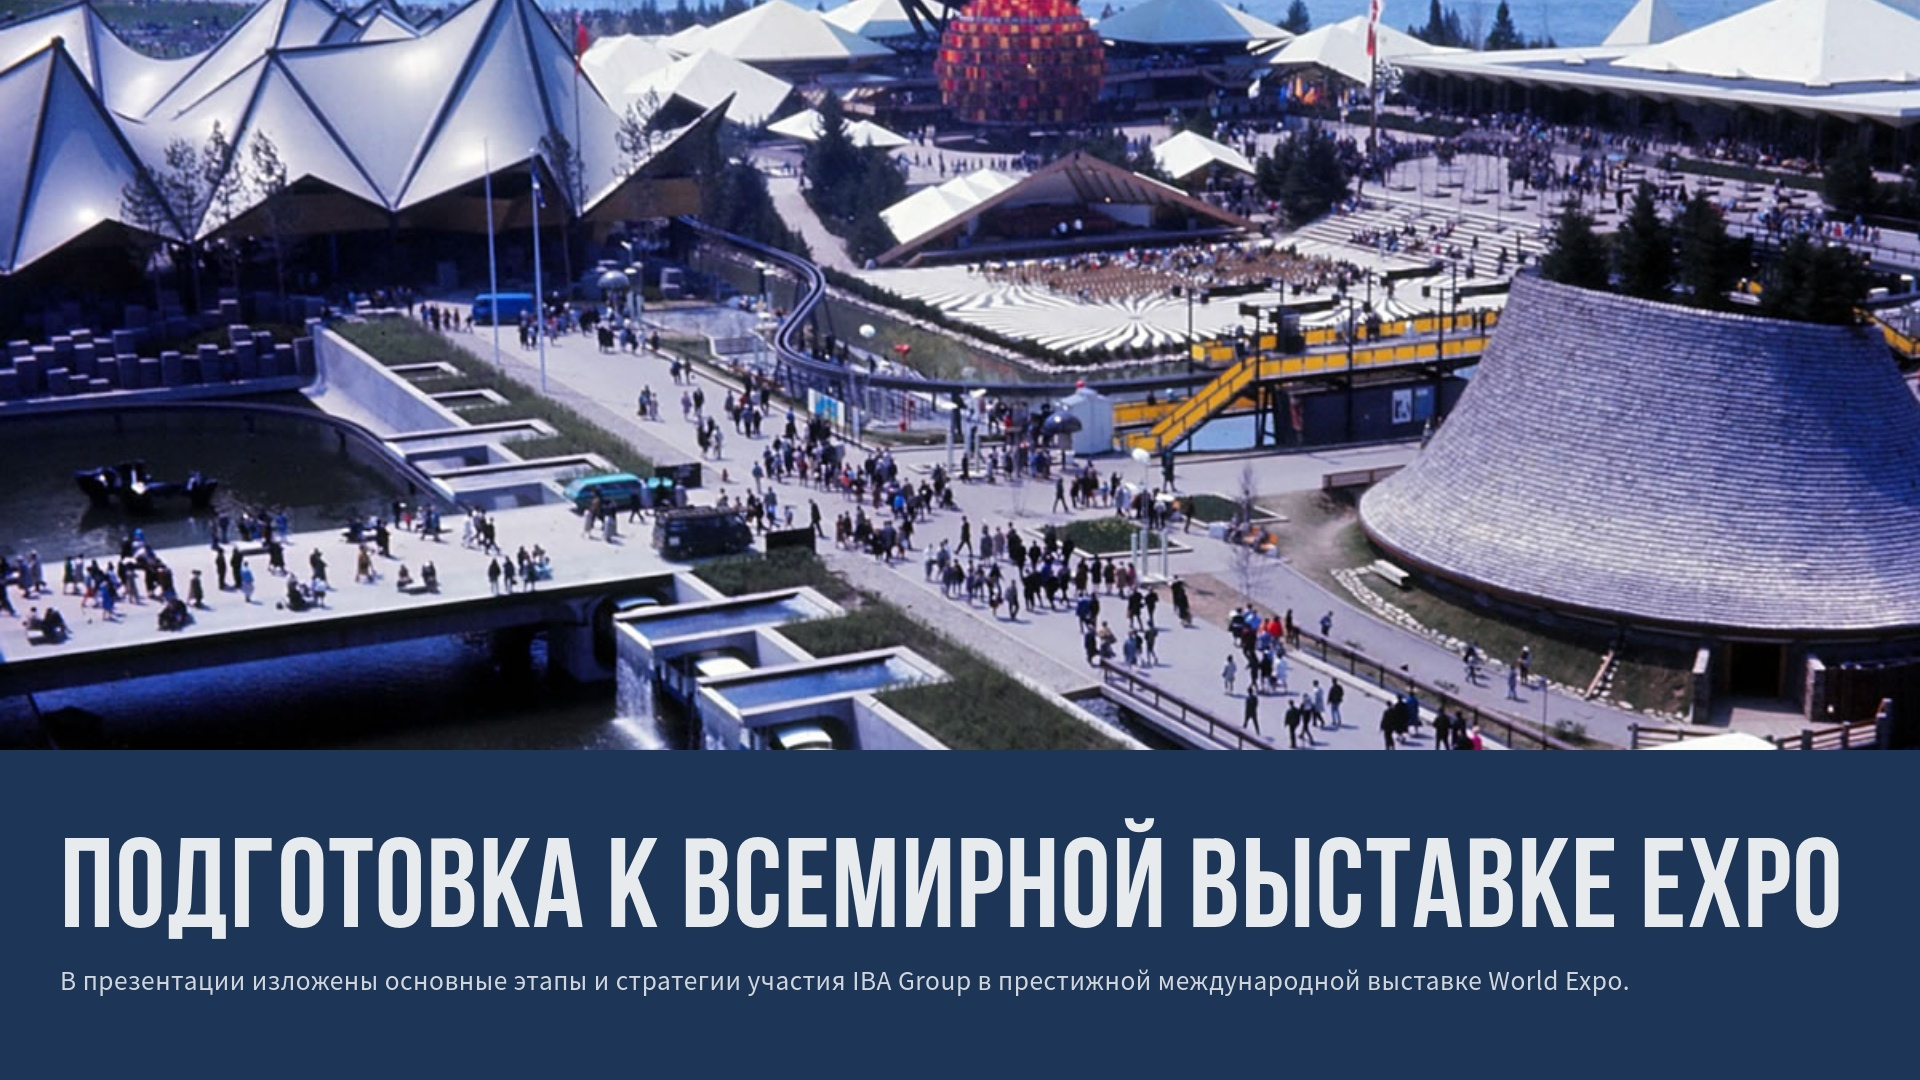 ПОДГОТОВКА К ВСЕМИРНОЙ ВЫСТАВКЕ EXPO
В презентации изложены основные этапы и стратегии участия IBA Group в престижной международной выставке World Expo.